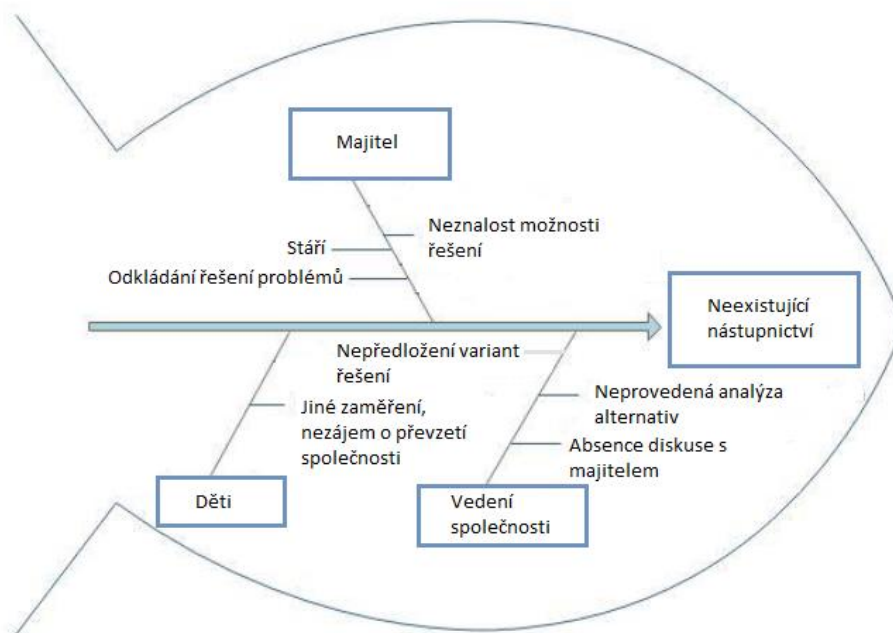 Majitel
Neznalost možnosti
řešení
Stáří
Odkládání řešení problémů
Neexistující
nástupnictví
Nepředložení variant
řešení
Neprovedená analýza
alternativ
Jiné zaměření,
nezájem o převzetí
společnosti
Absence diskuse s
majitelem
Děti
Vedení
společnosti